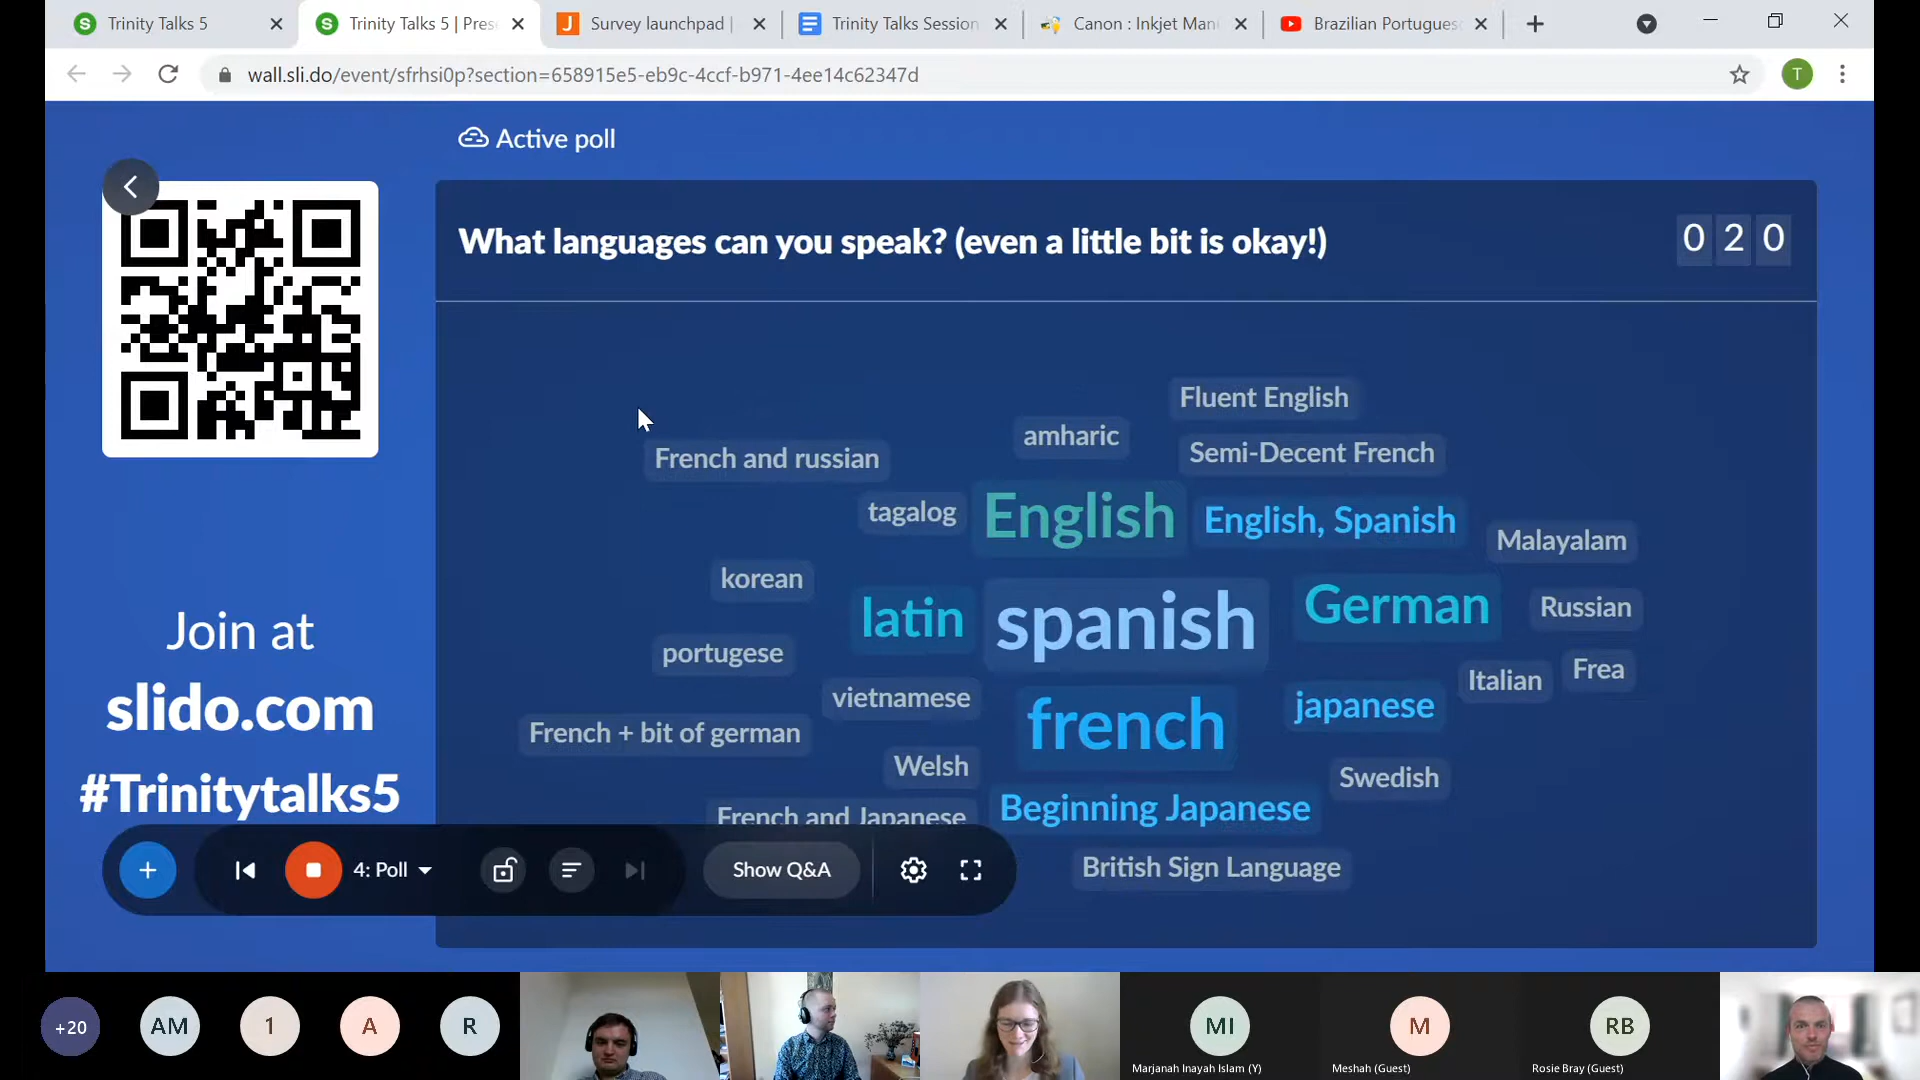 Trinity Talks 5
Trinity Talks 5 | Pres
Survey launchpad |
Trinity Talks Session
Canon : Inkjet Man
Brazilian Portugues
wall.sli.do/event/sfrhsi0p?section=658915e5-eb9c-4ccf-b971-4ee14c62347d
T
Active poll
What languages can you speak? (even a little bit is okay!)
020
Fluent English
amharic
Semi-Decent French
French and russian
tagalog
English
English, Spanish
Malayalam
korean
latin
spanish
German
Russian
portugese
vietnamese
french
japanese
Italian
Frea
French + bit of german
Welsh
Swedish
French and Japanese
Beginning Japanese
British Sign Language
Join at
slido.com
#Trinitytalks5
4: Poll
Show Q&A
+20
AM
1
A
R
MI
Marjanah Inayah Islam (Y)
M
Meshah (Guest)
RB
Rosie Bray (Guest)